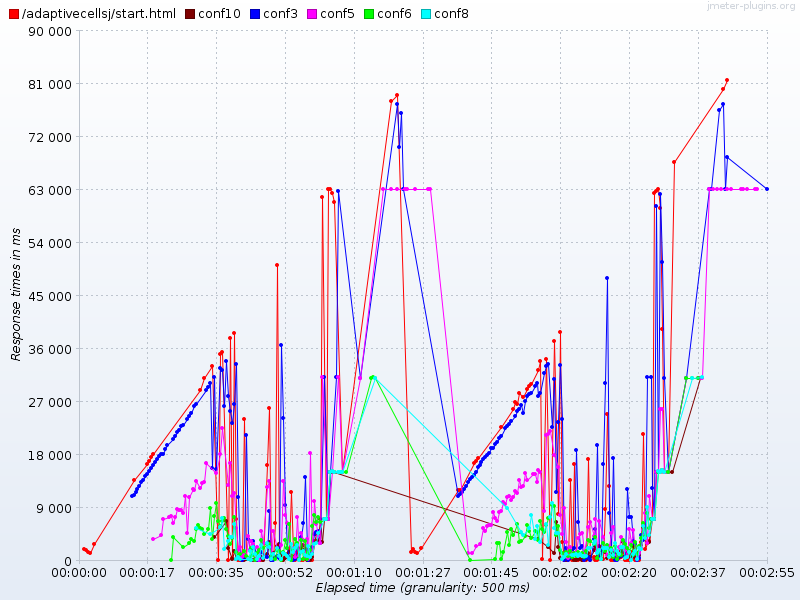 jmeter-plugins.org
/adaptivecellsj/start.html conf10 conf3 conf5 conf6 conf8
90 000
81 000
72 000
63 000
54 000
45 000
36 000
27 000
18 000
9 000
0
Response times in ms
00:00:00 00:00:17 00:00:35 00:00:52 00:01:10 00:01:27 00:01:45 00:02:02 00:02:20 00:02:37 00:02:55
Elapsed time (granularity: 500 ms)